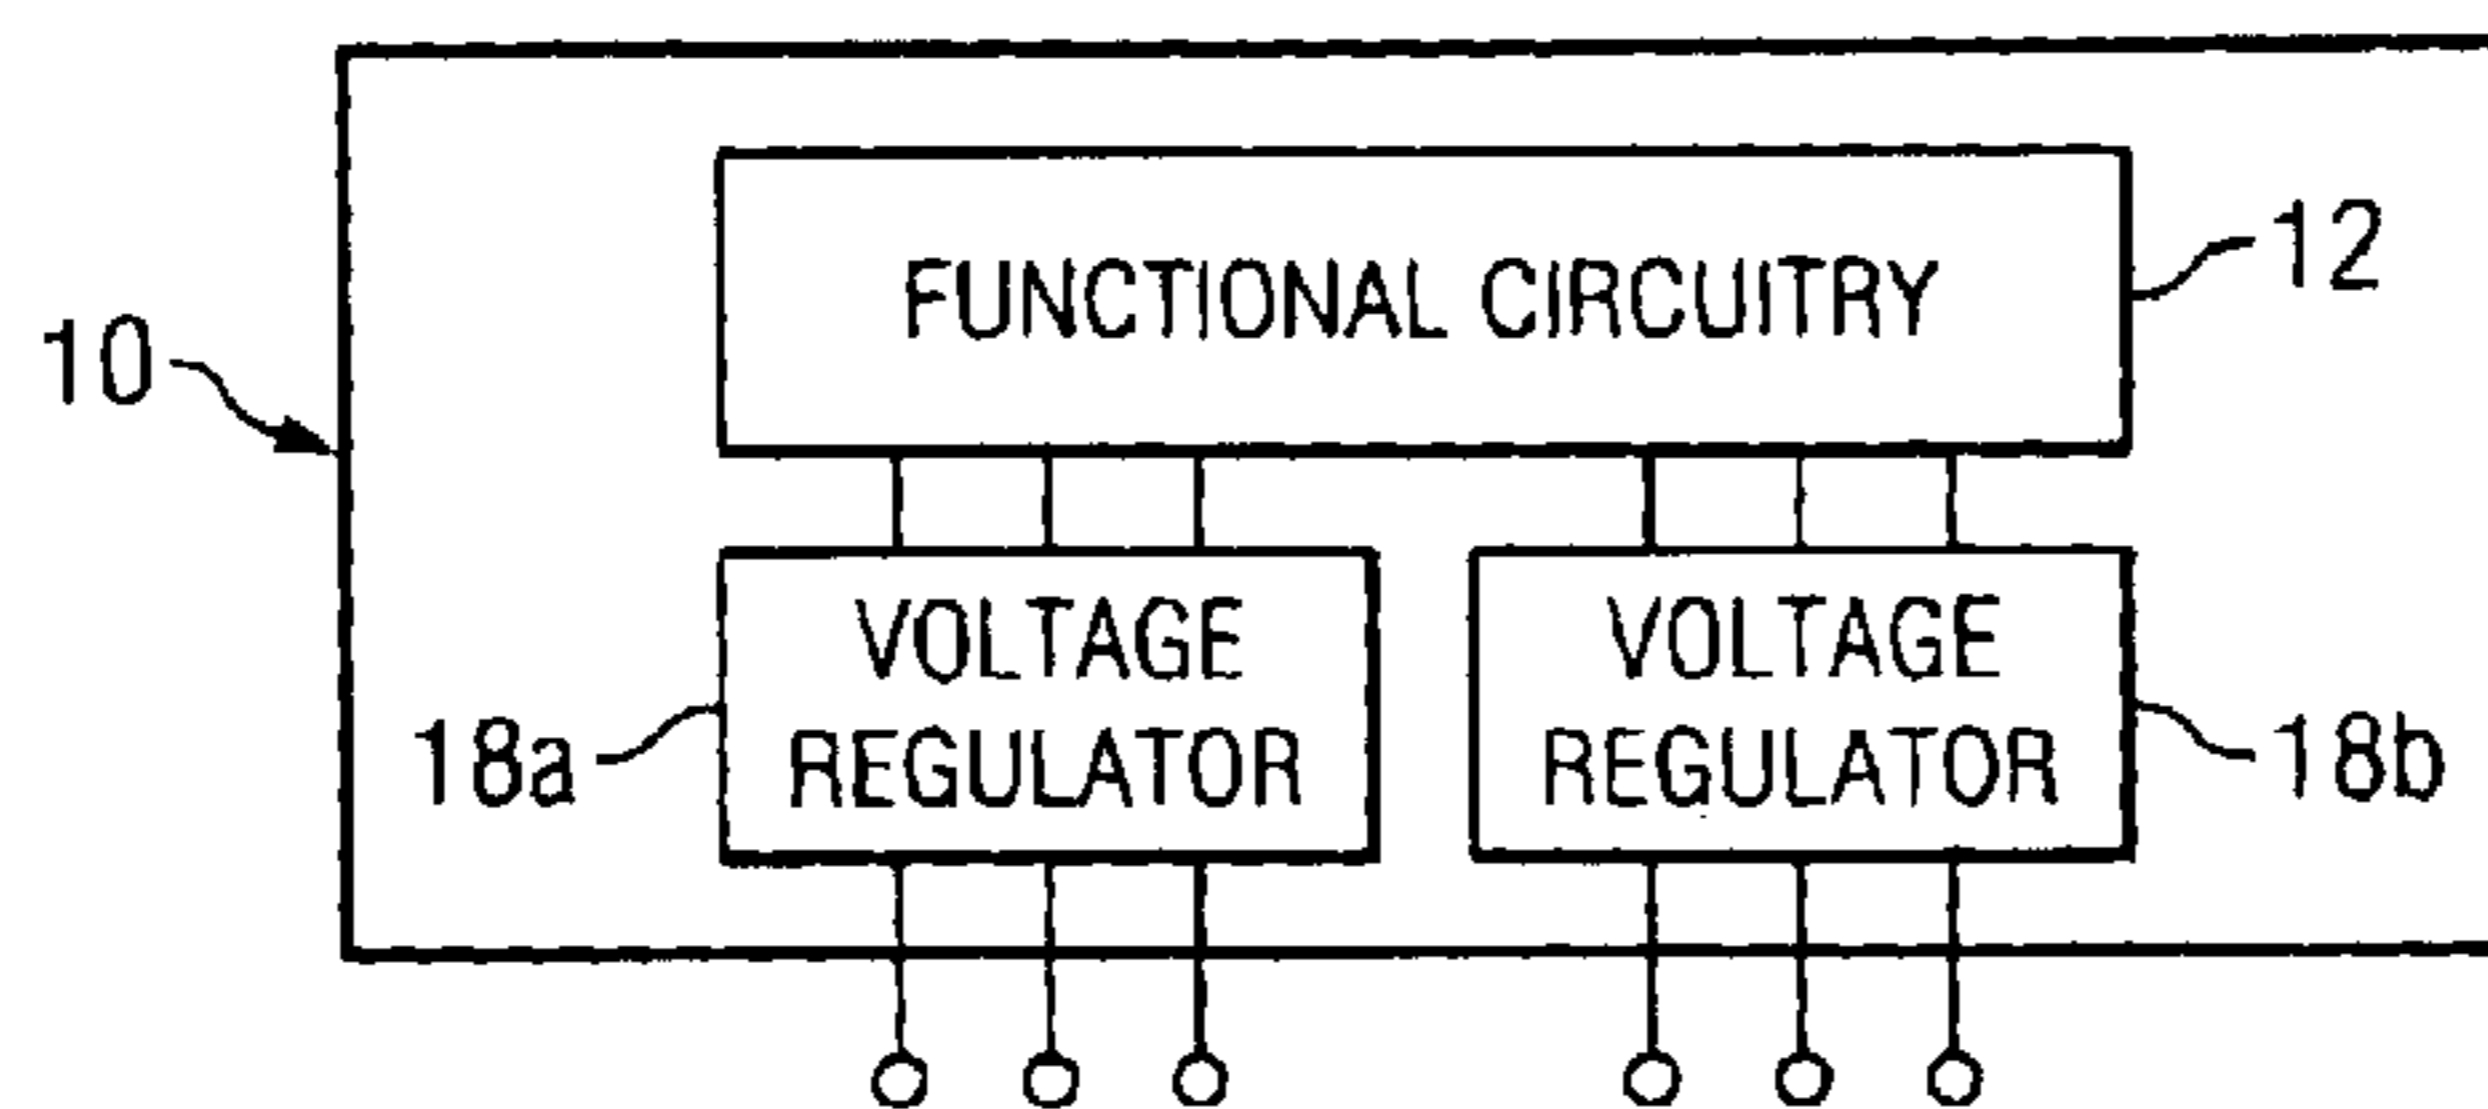 12
FUNCTIONAL CIRCUITRY
10
VOLTAGE
REGULATOR
VOLTAGE
REGULATOR
18a
18b